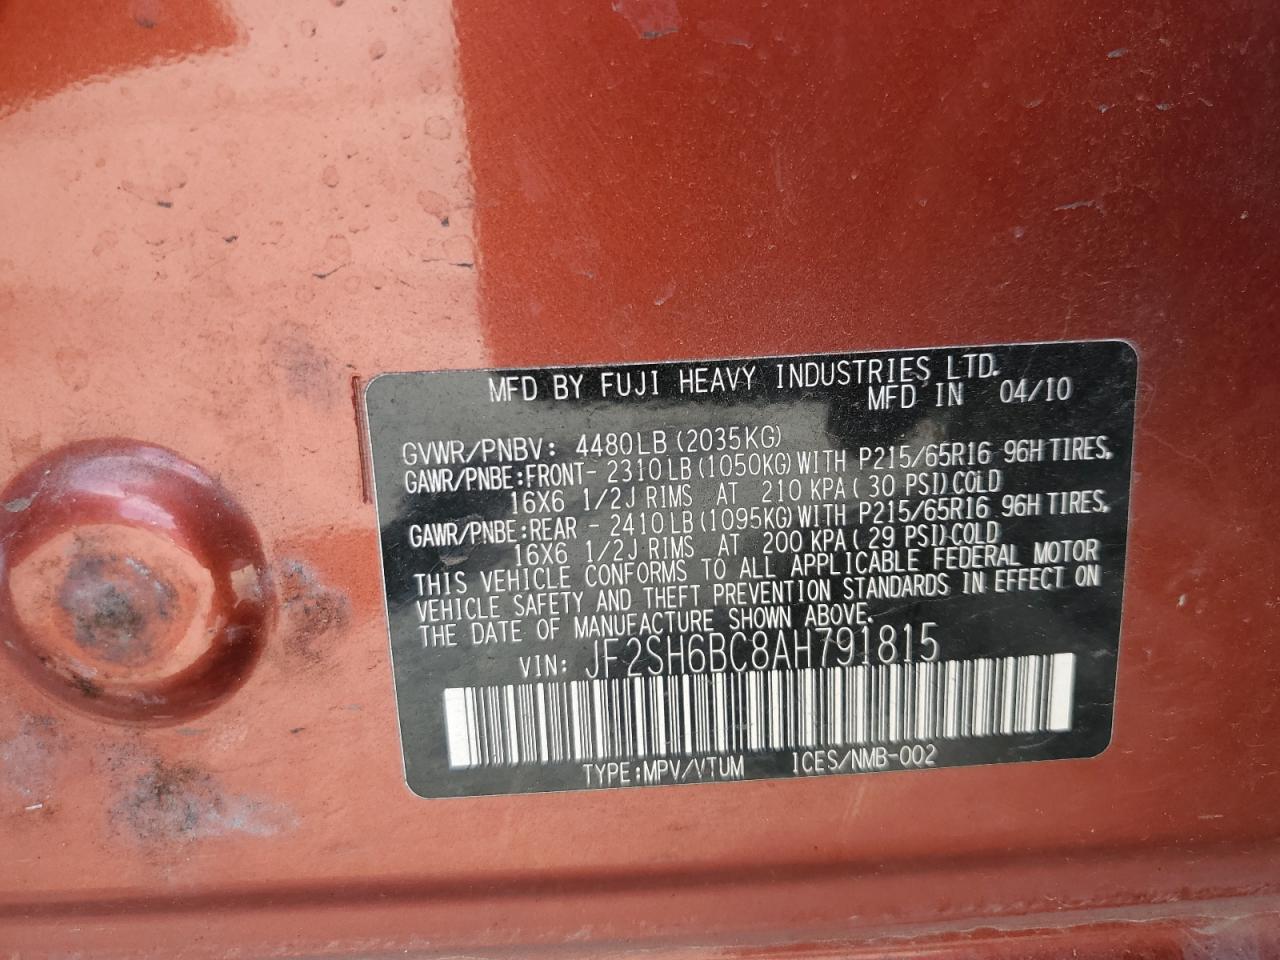 MFD BY FUJI HEAVY INDUSTRIES LTD.
MFD IN 04/10
GVWR/PNBV: 4480LB(2035KG)
GAWR/PNBE:FRONT- 2310LB(1050KG)WITH P215/65R16 96H TIRES,
16X6 1/2J RIMS AT 210 KPA( 30 PSI)COLD
GAWR/PNBE:REAR - 2410LB(1095KG)WITH P215/65R16 96H TIRES,
16X6 1/2J RIMS AT 200 KPA( 29 PSI)COLD
THIS VEHICLE CONFORMS TO ALL APPLICABLE FEDERAL MOTOR
VEHICLE SAFETY AND THEFT PREVENTION STANDARDS IN EFFECT ON
THE DATE OF MANUFACTURE SHOWN ABOVE.
VIN: JF2SH6BC8AH791815
TYPE:MPV/VTUM ICES/NMB-002